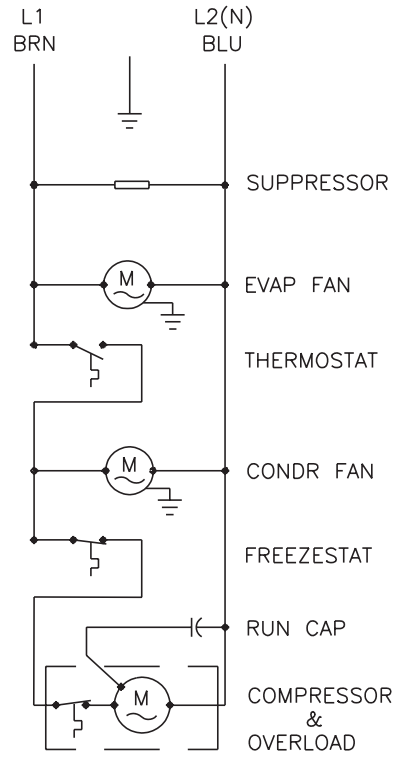 L1
L2(N)
BRN
BLU
SUPPRESSOR
M
EVAP FAN
THERMOSTAT
M
CONDR FAN
FREEZESTAT
RUN CAP
M
COMPRESSOR
&
OVERLOAD